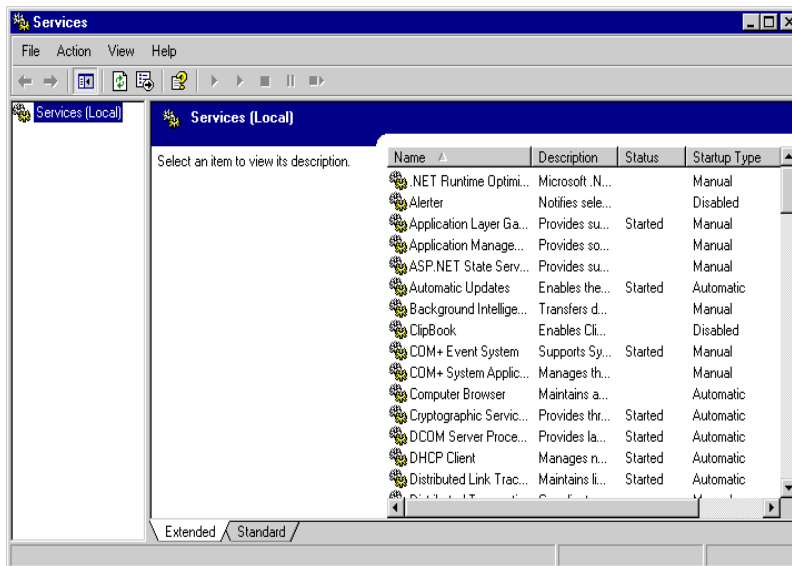 Services
File Action View Help
Services (Local)
Services (Local)
Select an item to view its description.
Name Description Status Startup Type
.NET Runtime Optimi... Microsoft .N... Manual
Alerter Notifies sele... Disabled
Application Layer Ga... Provides su... Started Manual
Application Manage... Provides so... Manual
ASP.NET State Serv... Provides su... Manual
Automatic Updates Enables the... Started Automatic
Background Intellige... Transfers d... Manual
ClipBook Enables Cli... Disabled
COM+ Event System Supports Sy... Started Manual
COM+ System Applic... Manages th... Manual
Computer Browser Maintains a... Automatic
Cryptographic Servic... Provides thr... Started Automatic
DCOM Server Proce... Provides la... Started Automatic
DHCP Client Manages n... Started Automatic
Distributed Link Trac... Maintains li... Started Automatic
Extended Standard